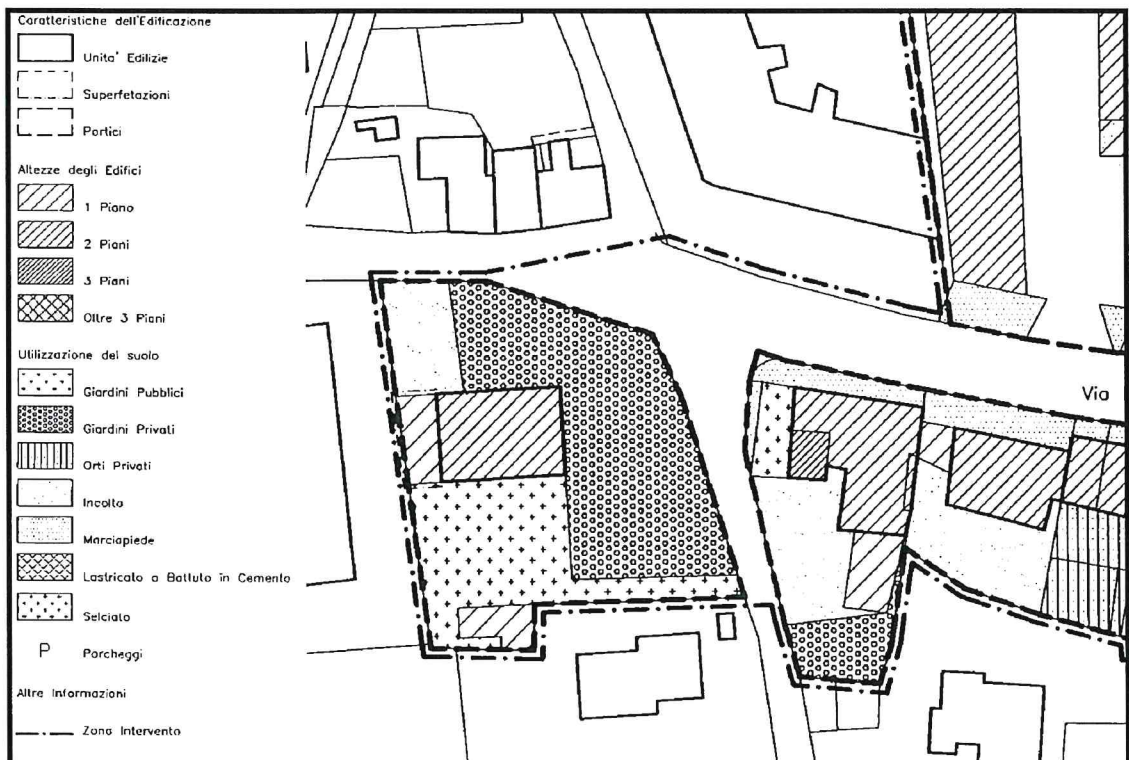 Caratteristiche dell'Edificazione
Unita' Edilizie
Superfetazioni
Portici
Altezze degli Edifici
1 Piano
2 Piani
3 Piani
Oltre 3 Piani
Utilizzazione del suolo
Giardini Pubblici
Giardini Privati
Orti Privati
Incolto
Marciapiede
Lastricato o Battuto in Cemento
Selciato
P Parcheggi
Altre Informazioni
Zona Intervento
Via